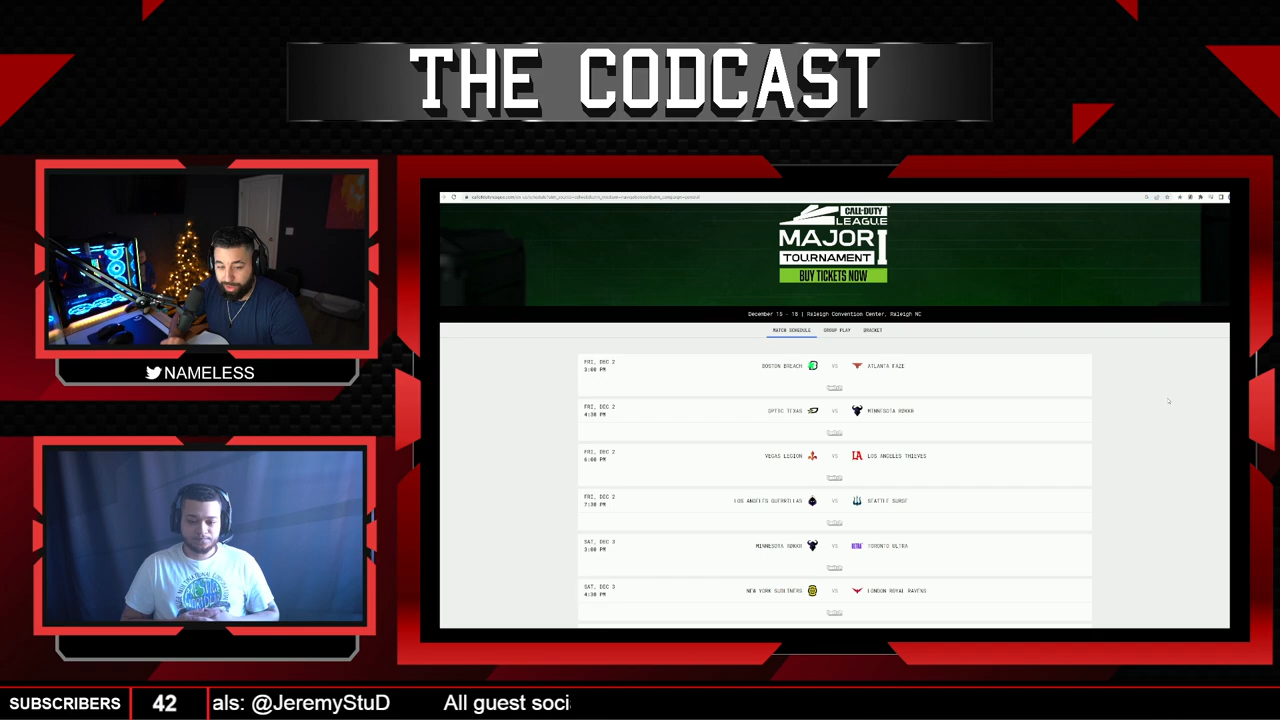 THE CODCAST
NAMELESS
CALL OF DUTY
LEAGUE
MAJOR I
TOURNAMENT
BUY TICKETS NOW
December 15 - 18 | Raleigh Convention Center, Raleigh NC
MATCH SCHEDULE GROUP PLAY BRACKET
FRI, DEC 2
3:00 PM
BOSTON BREACH VS ATLANTA FAZE
FRI, DEC 2
4:30 PM
OPTIC TEXAS VS MINNESOTA RØKKR
FRI, DEC 2
6:00 PM
VEGAS LEGION VS LA LOS ANGELES THIEVES
FRI, DEC 2
7:30 PM
LOS ANGELES GUERRILLAS VS SEATTLE SURGE
SAT, DEC 3
3:00 PM
MINNESOTA RØKKR VS ULTRA TORONTO ULTRA
SAT, DEC 3
4:30 PM
NEW YORK SUBLINERS VS LONDON ROYAL RAVENS
SUBSCRIBERS 42 als: @JeremyStuD All guest soci